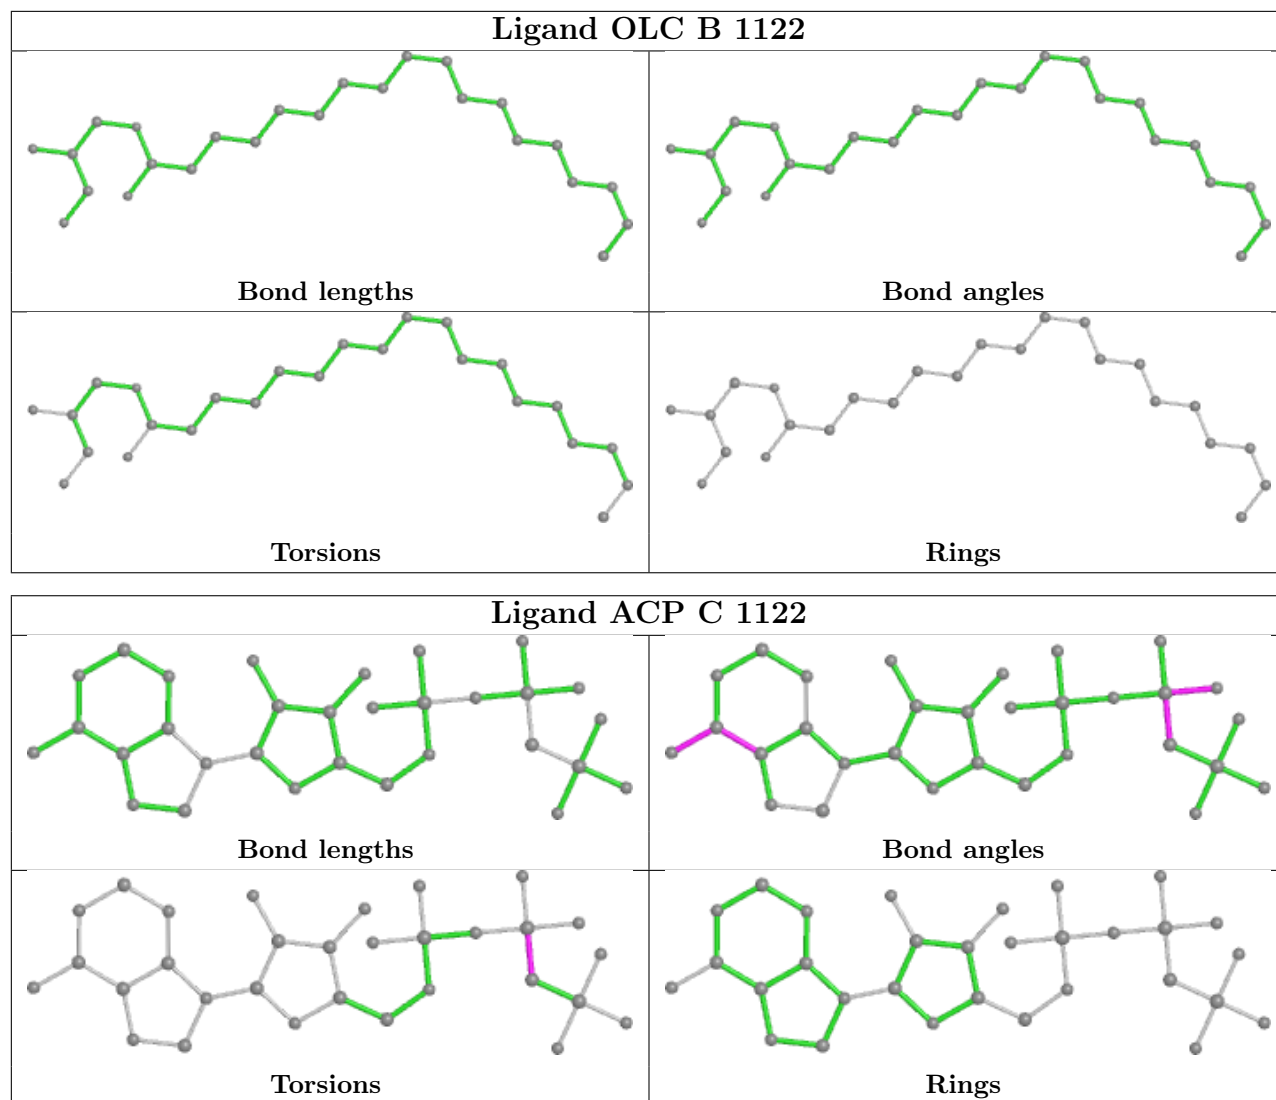 Ligand OLC B 1122
Bond lengths
Bond angles
Torsions
Rings
Ligand ACP C 1122
Bond lengths
Bond angles
Torsions
Rings